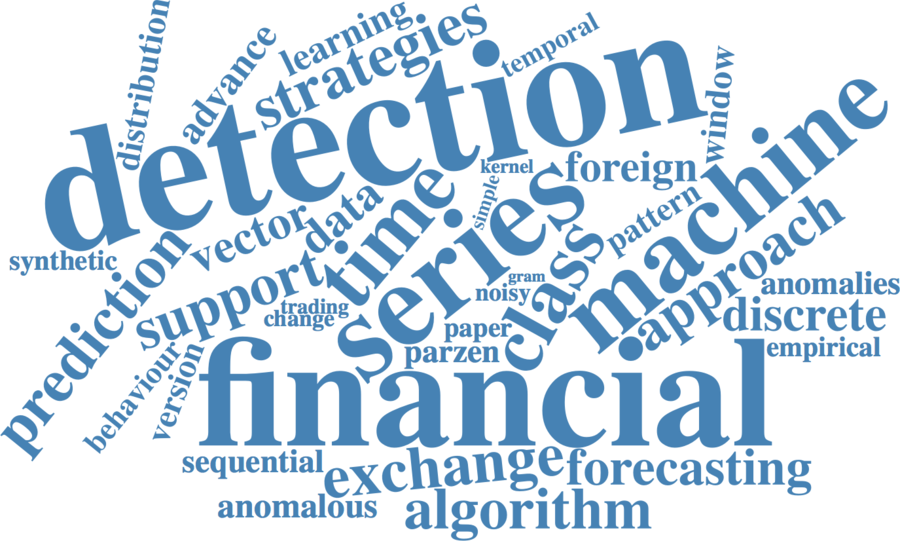 distribution
advance
learning
strategies
temporal
detection
window
machine
kernel
foreign
simple
pattern
synthetic
prediction
vector
data
time
series
class
approach
support
gram
noisy
anomalies
trading
change
paper
parzen
discrete
empirical
behaviour
version
financial
sequential
exchange
forecasting
anomalous
algorithm